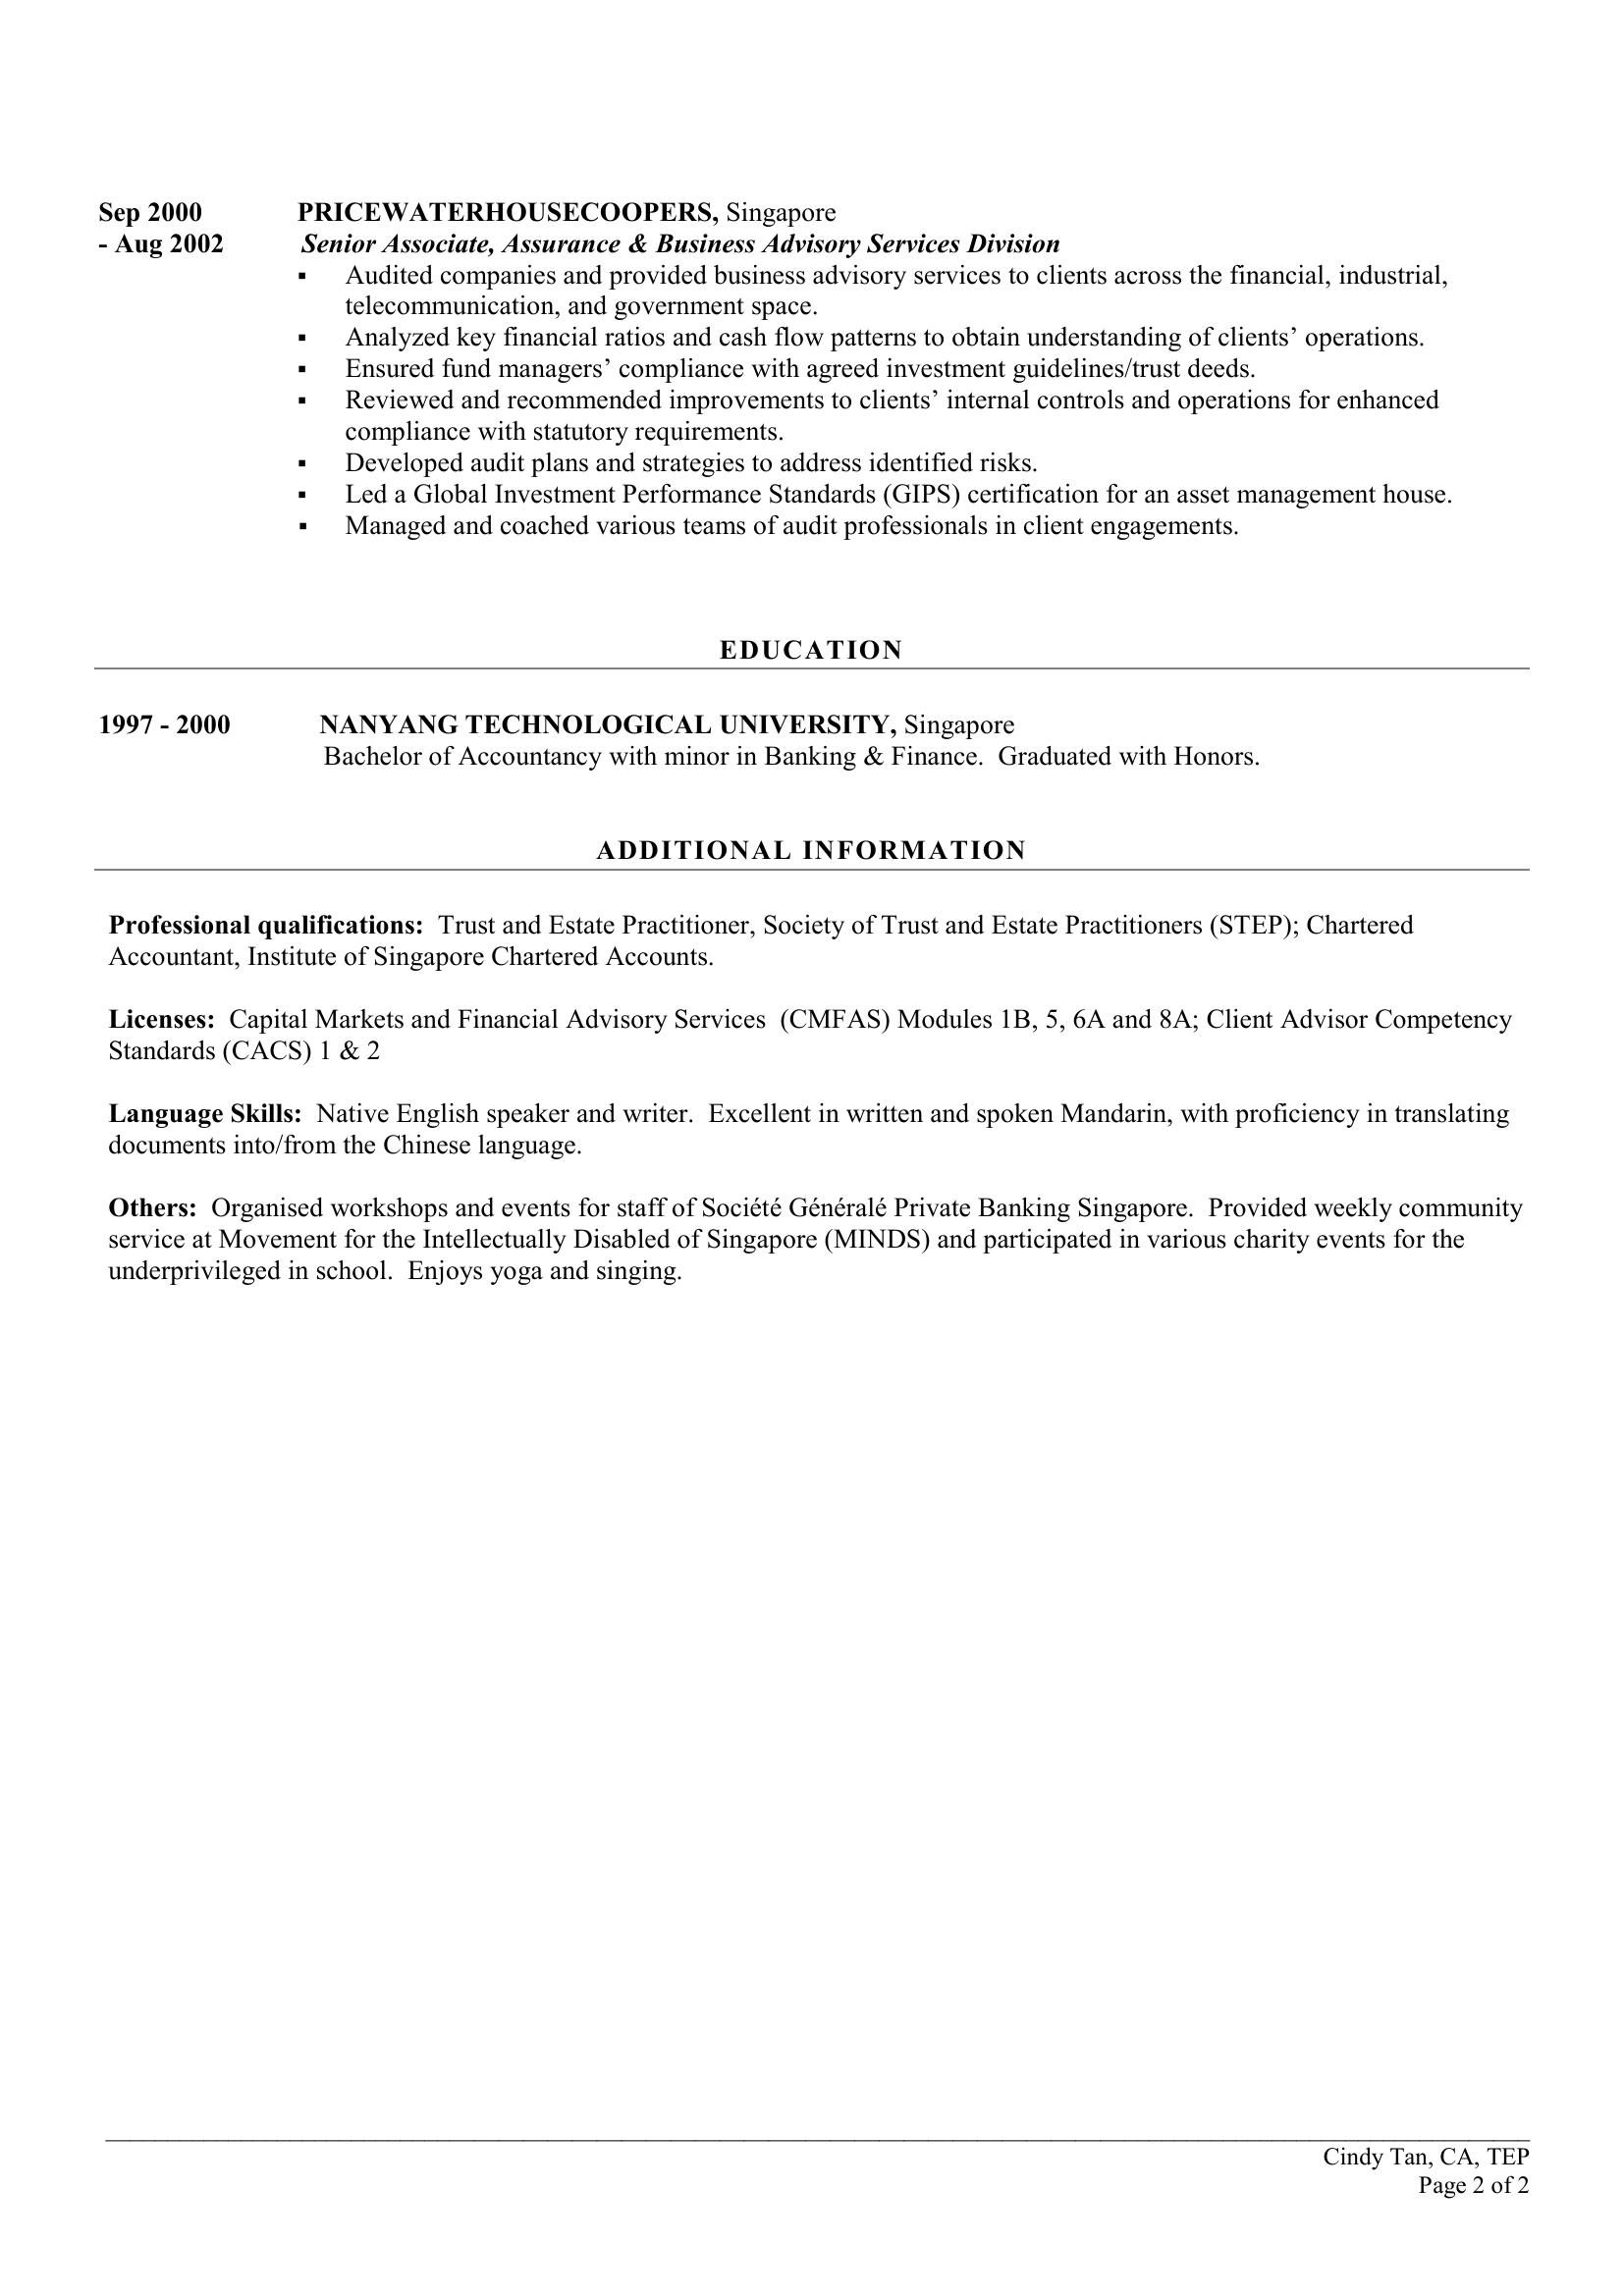 Sep 2000 PRICEWATERHOUSECOOPERS, Singapore
- Aug 2002 Senior Associate, Assurance & Business Advisory Services Division
▪ Audited companies and provided business advisory services to clients across the financial, industrial,
telecommunication, and government space.
▪ Analyzed key financial ratios and cash flow patterns to obtain understanding of clients’ operations.
▪ Ensured fund managers’ compliance with agreed investment guidelines/trust deeds.
▪ Reviewed and recommended improvements to clients’ internal controls and operations for enhanced
compliance with statutory requirements.
▪ Developed audit plans and strategies to address identified risks.
▪ Led a Global Investment Performance Standards (GIPS) certification for an asset management house.
▪ Managed and coached various teams of audit professionals in client engagements.
EDUCATION
1997 - 2000 NANYANG TECHNOLOGICAL UNIVERSITY, Singapore
Bachelor of Accountancy with minor in Banking & Finance. Graduated with Honors.
ADDITIONAL INFORMATION
Professional qualifications: Trust and Estate Practitioner, Society of Trust and Estate Practitioners (STEP); Chartered
Accountant, Institute of Singapore Chartered Accounts.
Licenses: Capital Markets and Financial Advisory Services (CMFAS) Modules 1B, 5, 6A and 8A; Client Advisor Competency
Standards (CACS) 1 & 2
Language Skills: Native English speaker and writer. Excellent in written and spoken Mandarin, with proficiency in translating
documents into/from the Chinese language.
Others: Organised workshops and events for staff of Société Généralé Private Banking Singapore. Provided weekly community
service at Movement for the Intellectually Disabled of Singapore (MINDS) and participated in various charity events for the
underprivileged in school. Enjoys yoga and singing.
Cindy Tan, CA, TEP
Page 2 of 2